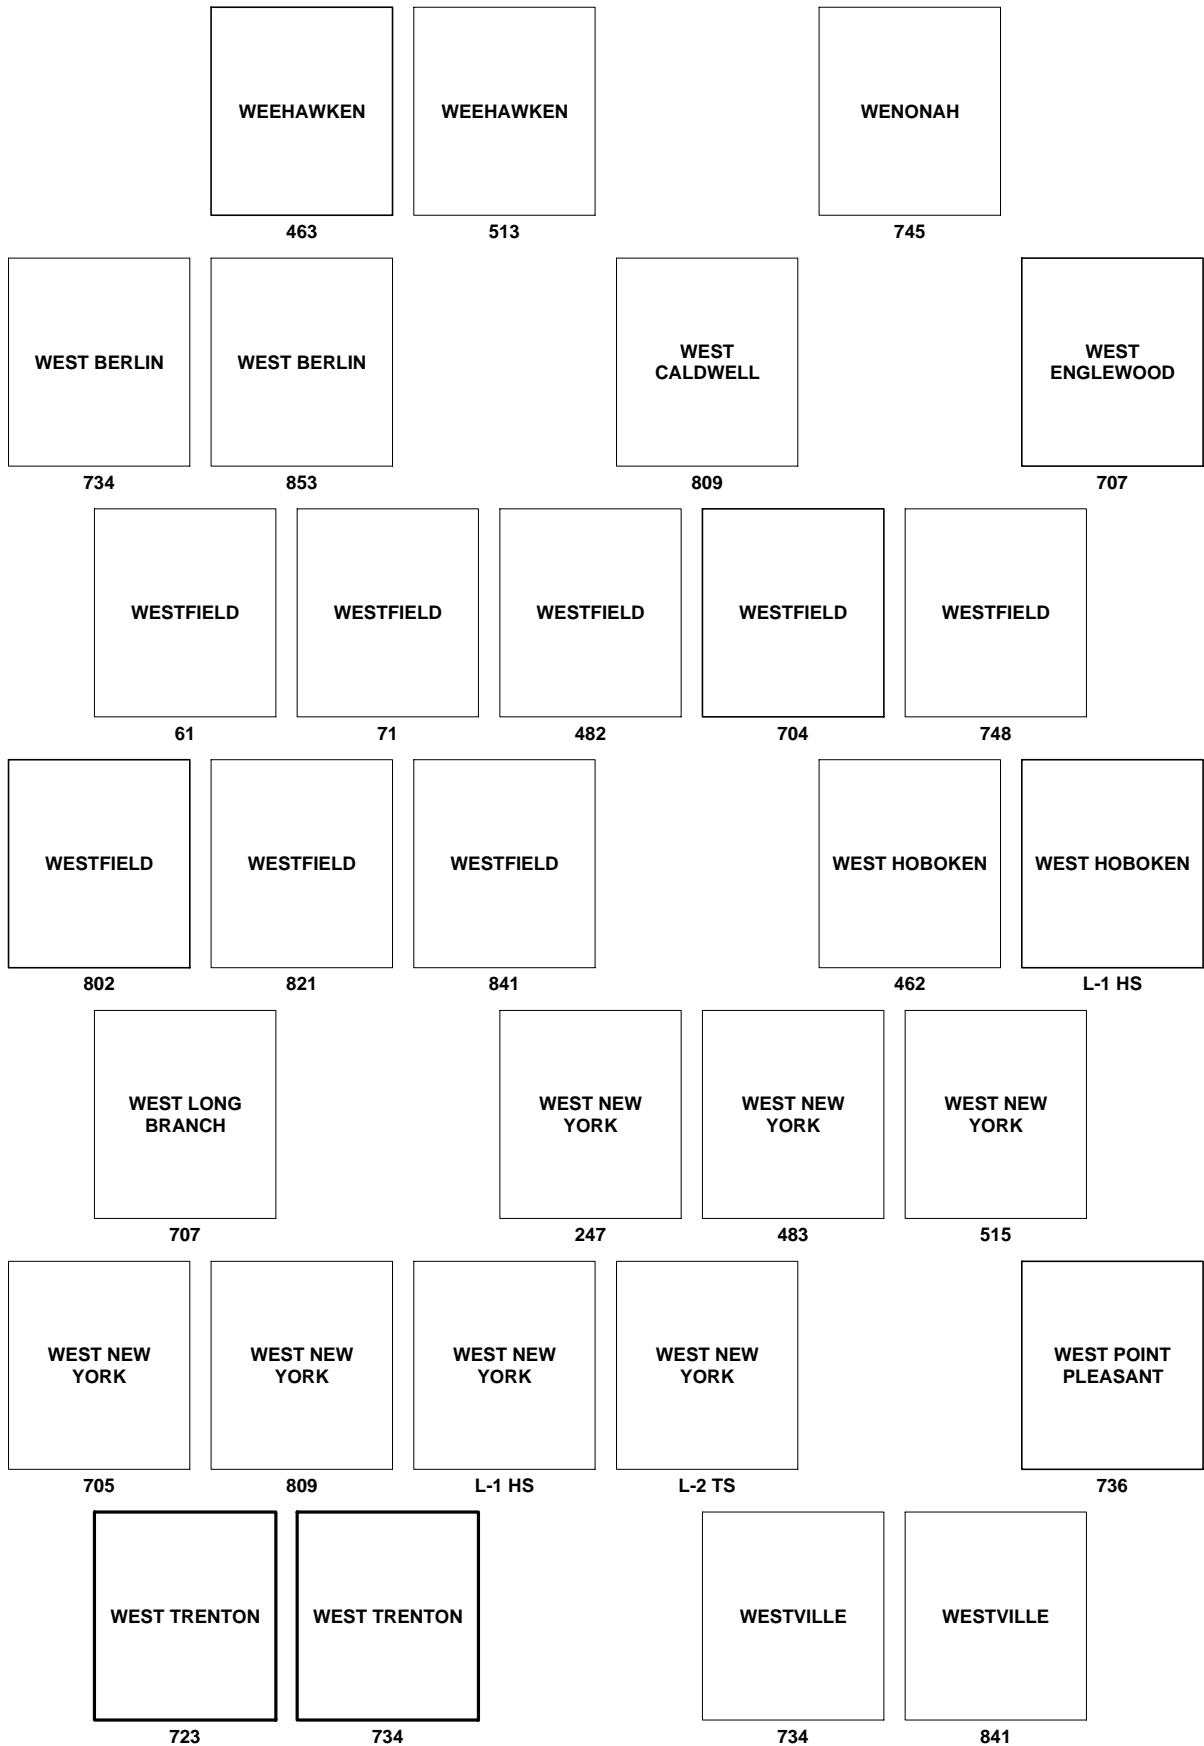 WEEHAWKEN
WEEHAWKEN
WENONAH
463
513
745
WEST BERLIN
WEST BERLIN
WEST
CALDWELL
WEST
ENGLEWOOD
734
853
809
707
WESTFIELD
WESTFIELD
WESTFIELD
WESTFIELD
WESTFIELD
61
71
482
704
748
WESTFIELD
WESTFIELD
WESTFIELD
WEST HOBOKEN
WEST HOBOKEN
802
821
841
462
L-1 HS
WEST LONG
BRANCH
WEST NEW
YORK
WEST NEW
YORK
WEST NEW
YORK
707
247
483
515
WEST NEW
YORK
WEST NEW
YORK
WEST NEW
YORK
WEST NEW
YORK
WEST POINT
PLEASANT
705
809
L-1 HS
L-2 TS
736
WEST TRENTON
WEST TRENTON
WESTVILLE
WESTVILLE
723
734
734
841